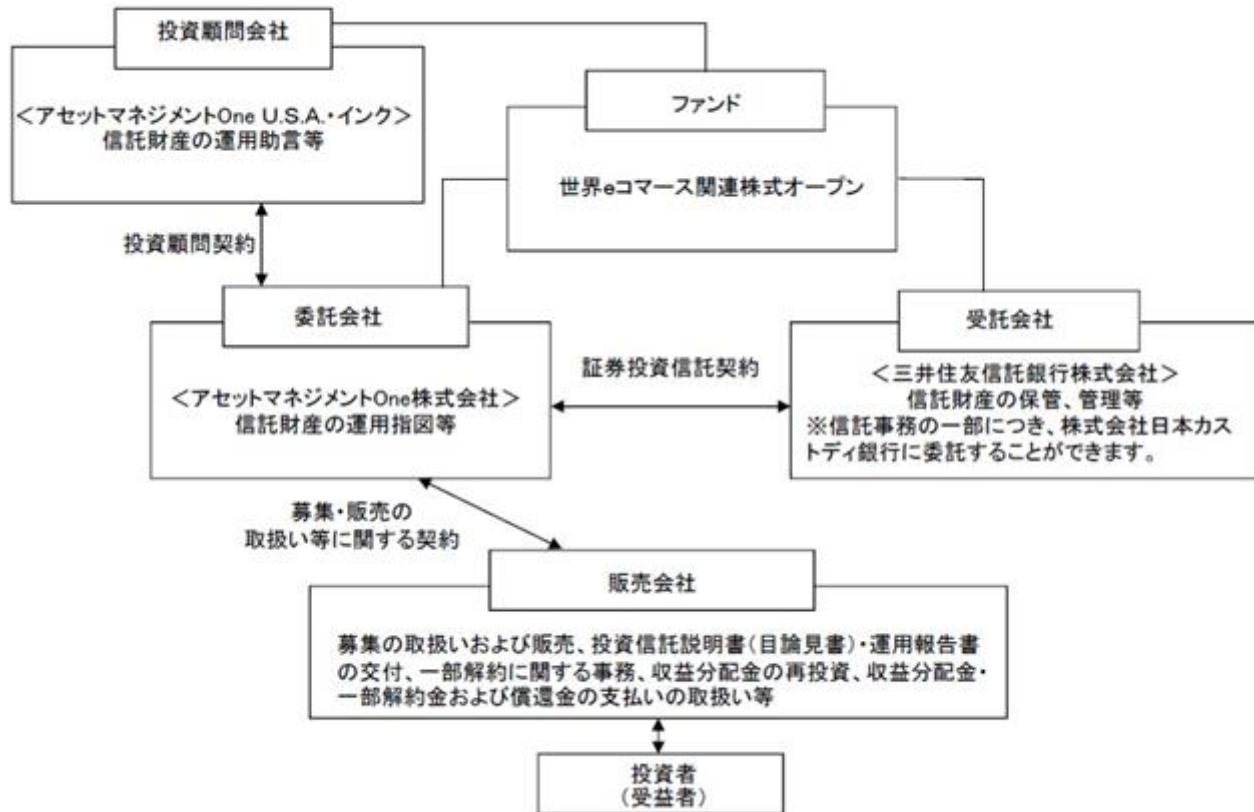 投資顧問会社
＜アセットマネジメントOne U.S.A.・インク＞
信託財産の運用助言等
ファンド
世界eコマース関連株式オープン
投資顧問契約
委託会社
＜アセットマネジメントOne株式会社＞
信託財産の運用指図等
証券投資信託契約
受託会社
＜三井住友信託銀行株式会社＞
信託財産の保管、管理等
※信託事務の一部につき、株式会社日本カス
トディ銀行に委託することができます。
募集・販売の
取扱い等に関する契約
販売会社
募集の取扱いおよび販売、投資信託説明書（目論見書）・運用報告書
の交付、一部解約に関する事務、収益分配金の再投資、収益分配金・
一部解約金および償還金の支払いの取扱い等
投資者
（受益者）